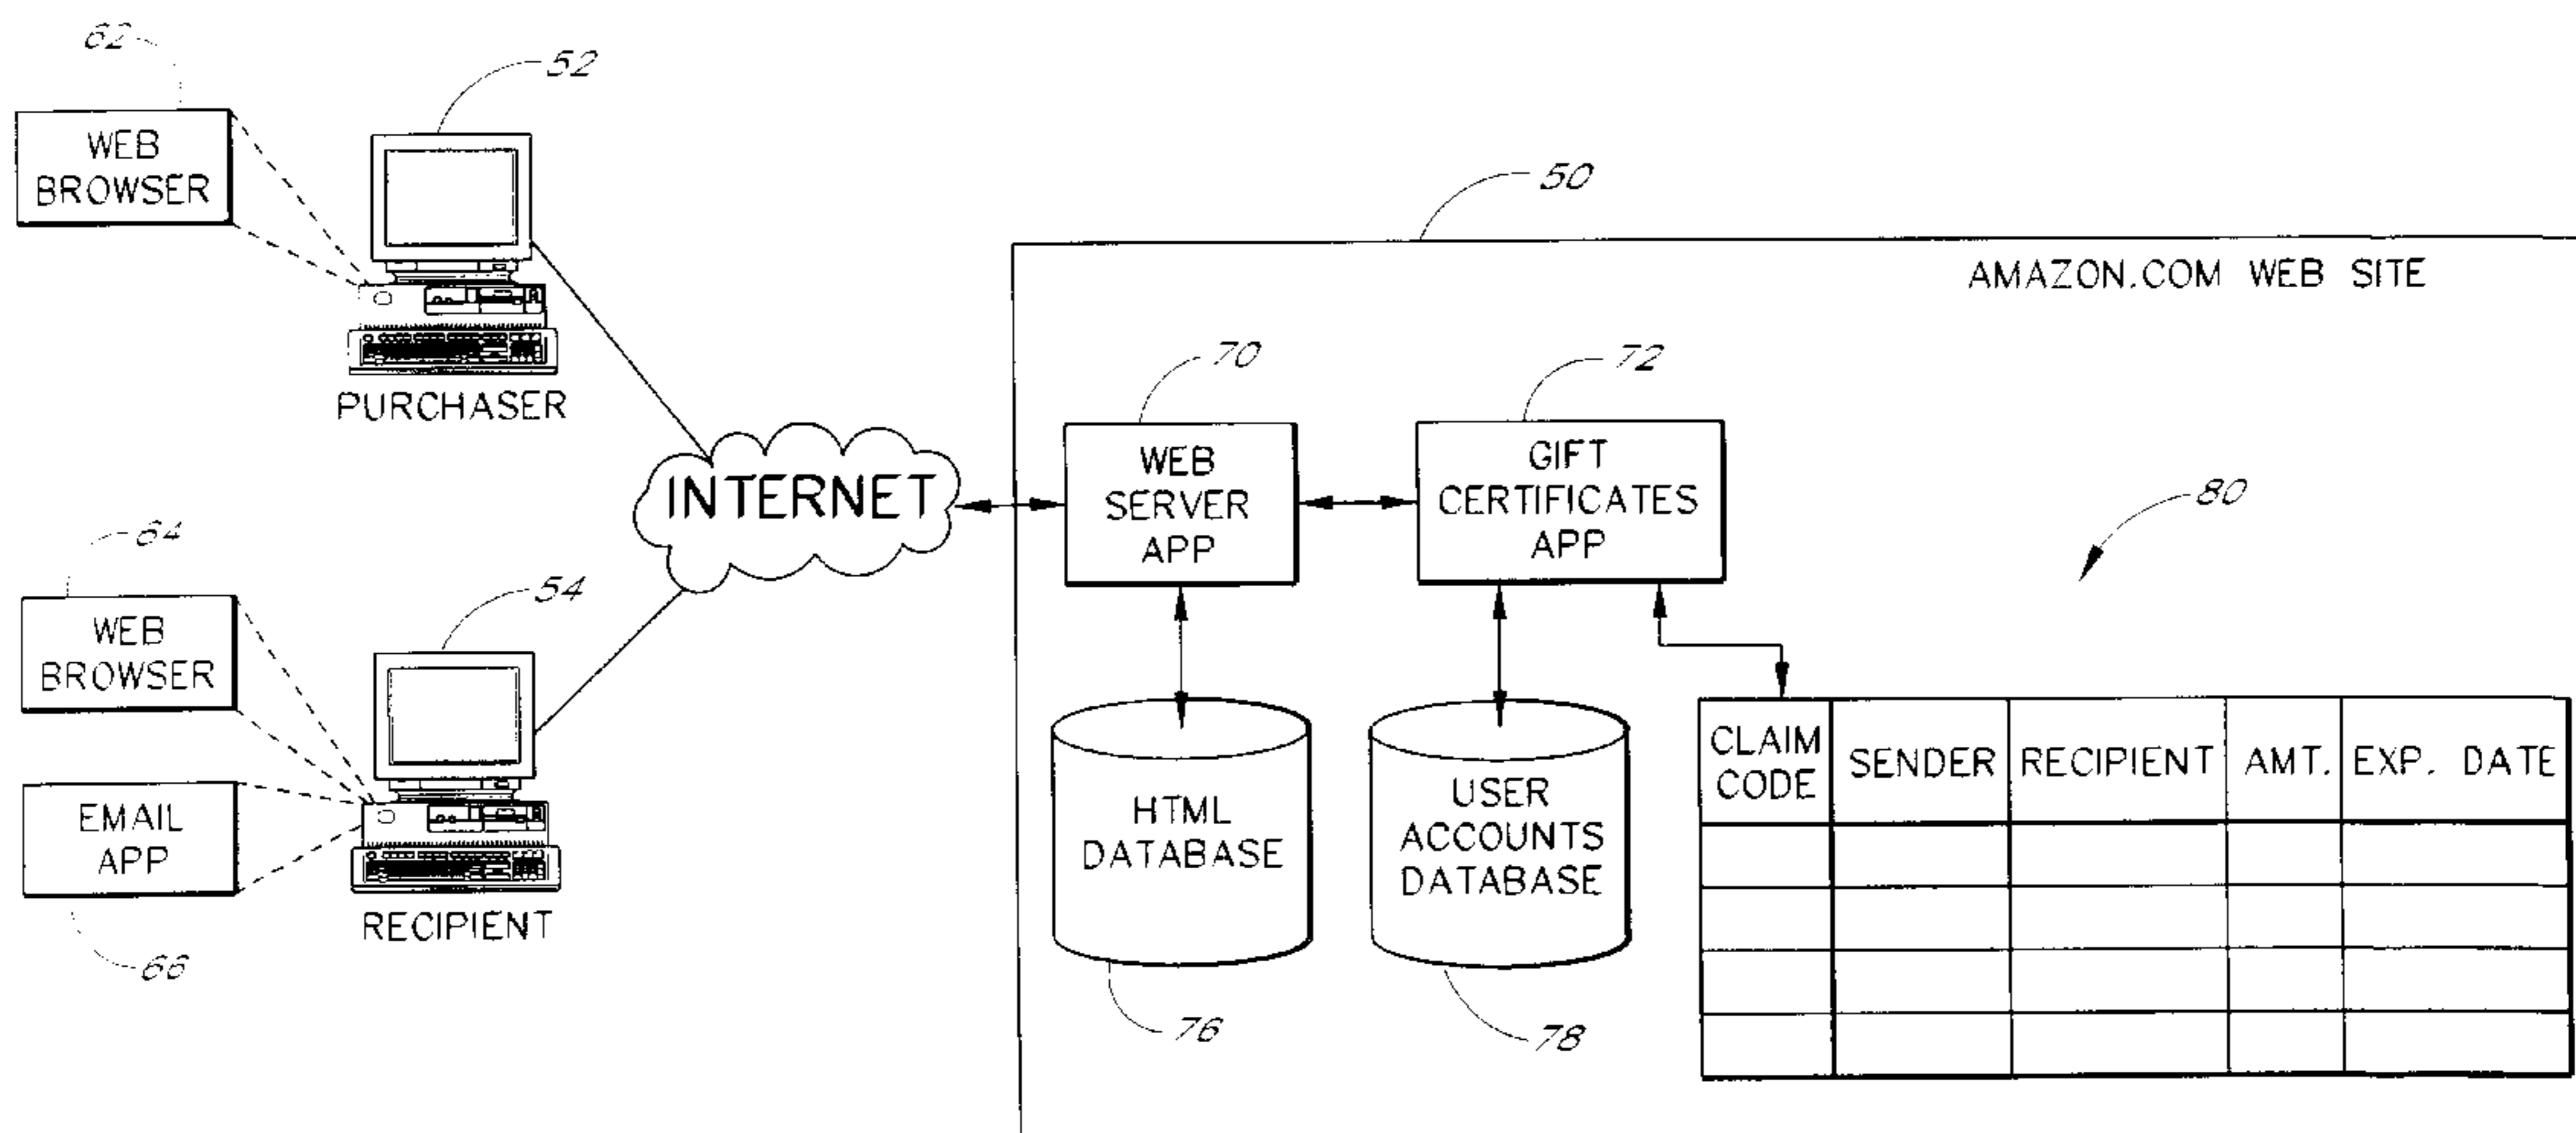 62
52
WEB
BROWSER
PURCHASER
50
AMAZON.COM WEB SITE
70
72
WEB
SERVER
APP
GIFT
CERTIFICATES
APP
80
INTERNET
64
54
WEB
BROWSER
EMAIL
APP
66
RECIPIENT
HTML
DATABASE
76
USER
ACCOUNTS
DATABASE
78
CLAIM
CODE
SENDER
RECIPIENT
AMT.
EXP. DATE